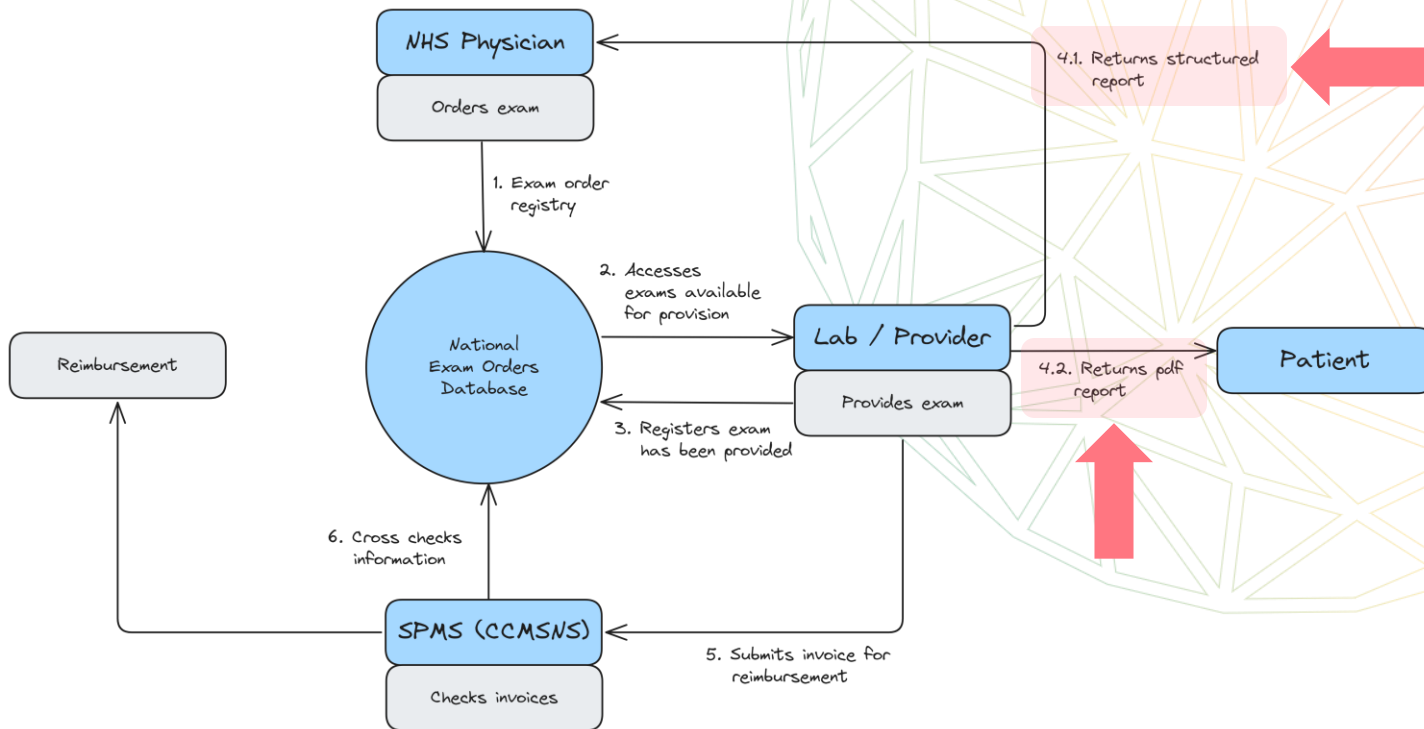 NHS Physician
Orders exam
4.1. Returns structured
report
1. Exam order
registry
2. Accesses
exams available
for provision
National
Exam Orders
Database
Lab / Provider
Provides exam
4.2. Returns pdf
report
Patient
Reimbursement
3. Registers exam
has been provided
6. Cross checks
information
SPMS (CCMSNS)
Checks invoices
5. Submits invoice for
reimbursement